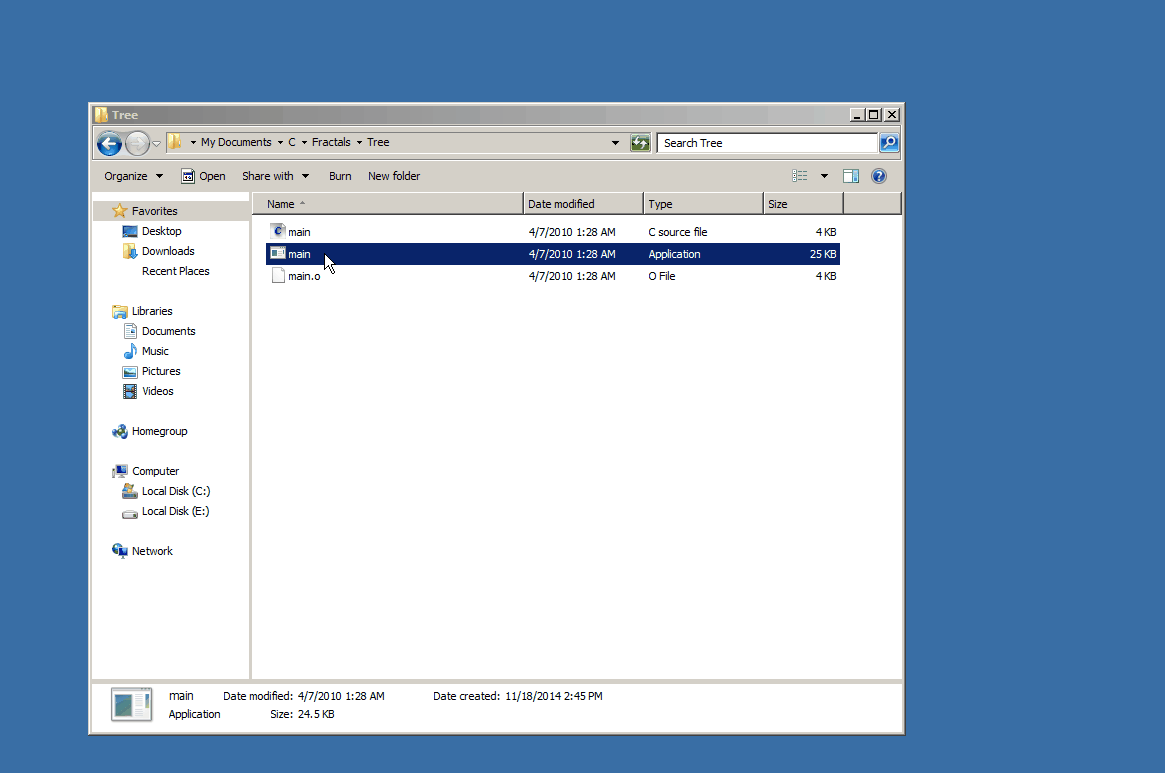 Tree
My Documents C Fractals Tree Search Tree
Organize Open Share with Burn New folder
Favorites
Desktop
Downloads
Recent Places
Libraries
Documents
Music
Pictures
Videos
Homegroup
Computer
Local Disk (C:)
Local Disk (E:)
Network
Name Date modified Type Size
main 4/7/2010 1:28 AM C source file 4 KB
main 4/7/2010 1:28 AM Application 25 KB
main.o 4/7/2010 1:28 AM O File 4 KB
main Date modified: 4/7/2010 1:28 AM Date created: 11/18/2014 2:45 PM
Application Size: 24.5 KB